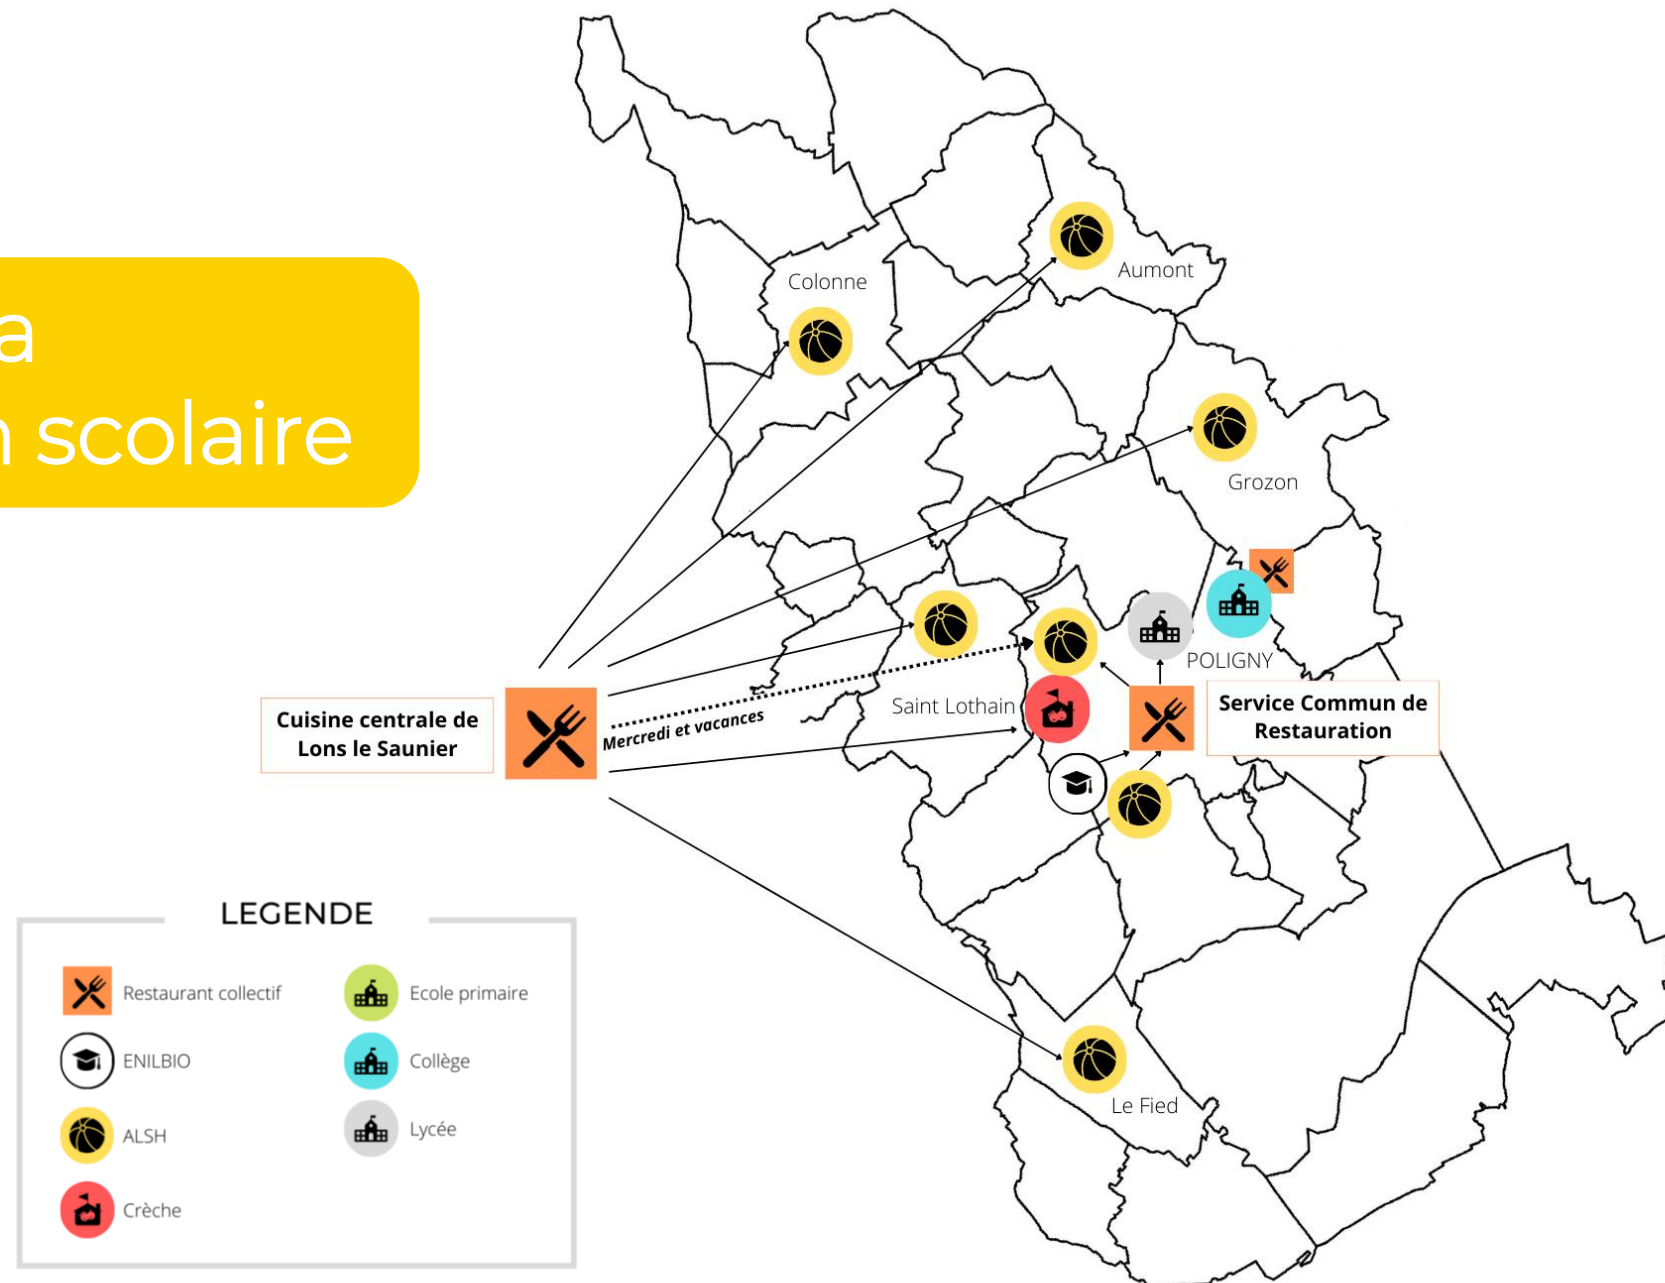 a
n scolaire
Colonne
Aumont
Grozon
POLIGNY
Saint Lothain
Cuisine centrale de
Lons le Saunier
Mercredi et vacances
Service Commun de
Restauration
Le Fied
LEGENDE
Restaurant collectif
ENILBIO
ALSH
Crèche
Ecole primaire
Collège
Lycée